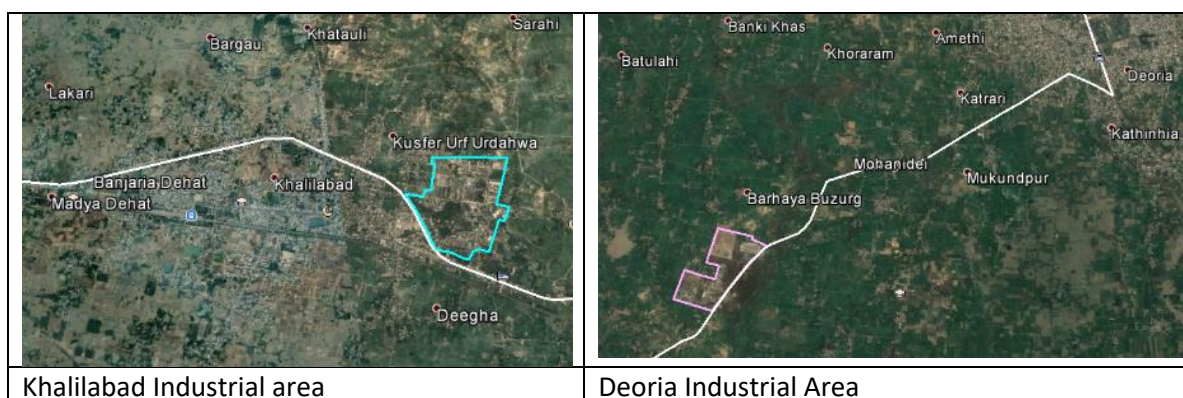 Sarahi
Khatauli
Bargau
Lakari
Kusfer Urf Urdahwa
Banjaria Dehat
Khalilabad
Madya Dehat
Deegha
Khalilabad Industrial area
Banki Khas
Amethi
Khoraram
Batulahi
Deoria
Katrari
Kathinhia
Mohanidei
Mukundpur
Barhaya Buzurg
Deoria Industrial Area